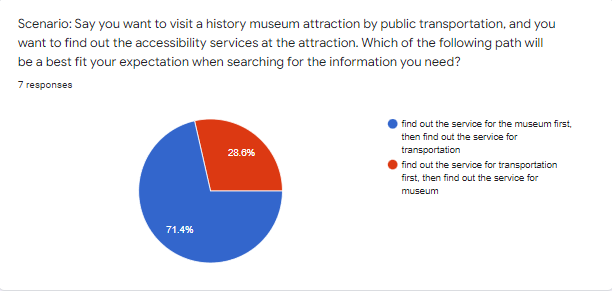 Scenario: Say you want to visit a history museum attraction by public transportation, and you
want to find out the accessibility services at the attraction. Which of the following path will
be a best fit your expectation when searching for the information you need?
7 responses
find out the service for the museum first,
then find out the service for
transportation
find out the service for transportation
first, then find out the service for
museum
28.6%
71.4%